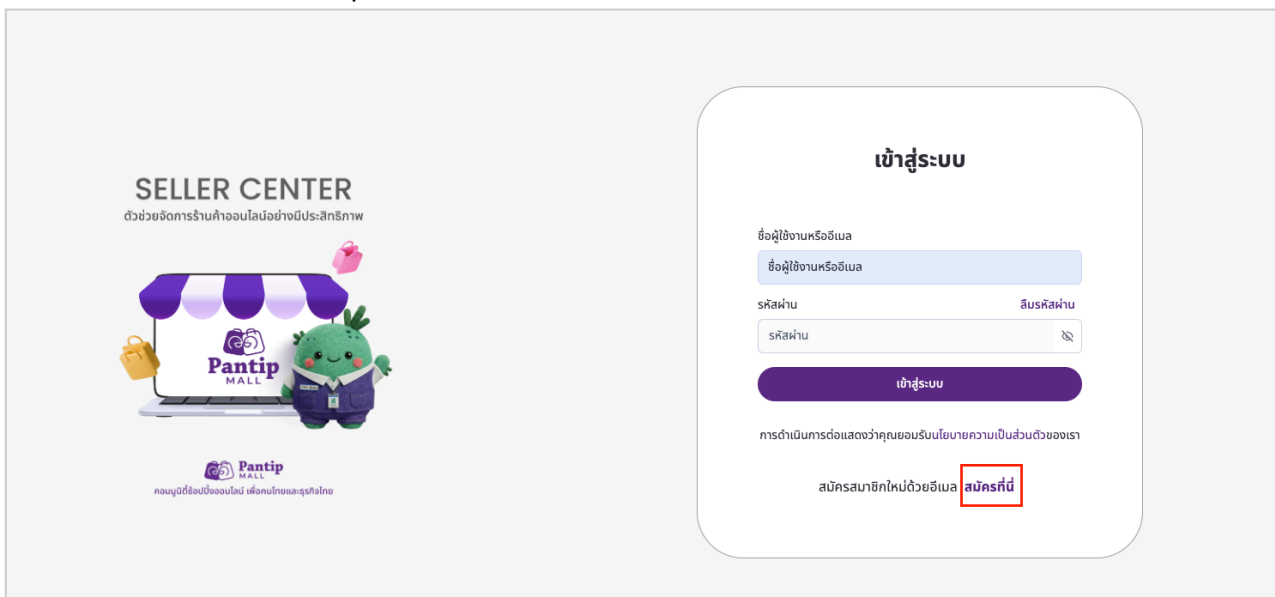 SELLER CENTER
ตัวช่วยจัดการร้านค้าออนไลน์อย่างมีประสิทธิภาพ
Pantip
MALL
Pantip
MALL
คอมมูนิตี้ช้อปปิ้งออนไลน์ เพื่อคนไทยและธุรกิจไทย
เข้าสู่ระบบ
ชื่อผู้ใช้งานหรืออีเมล
ชื่อผู้ใช้งานหรืออีเมล
รหัสผ่าน ลืมรหัสผ่าน
รหัสผ่าน
เข้าสู่ระบบ
การดำเนินการต่อแสดงว่าคุณยอมรับนโยบายความเป็นส่วนตัวของเรา
สมัครสมาชิกใหม่ด้วยอีเมล สมัครที่นี่